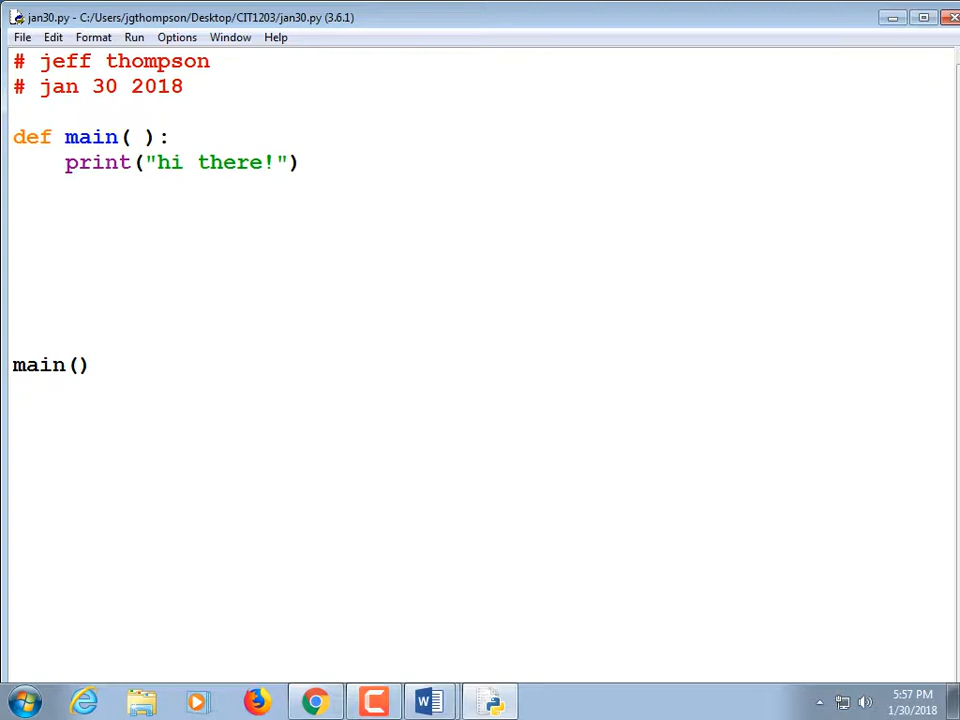 jan30.py - C:/Users/jgthompson/Desktop/CIT1203/jan30.py (3.6.1)
File Edit Format Run Options Window Help
# jeff thompson
# jan 30 2018
def main( ):
    print("hi there!")
main()
5:57 PM
1/30/2018